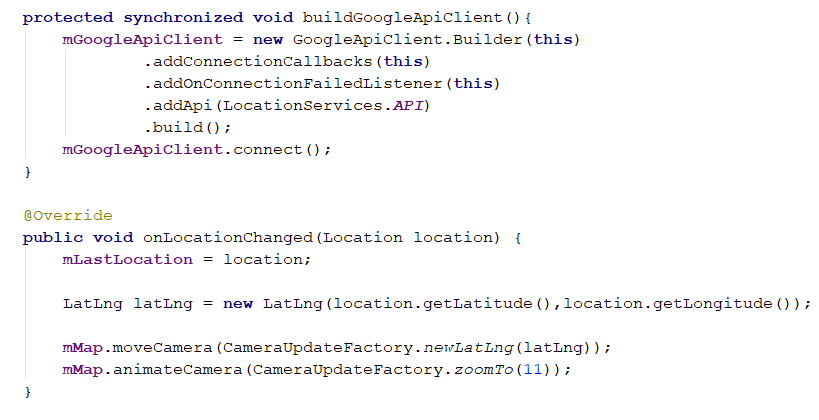 protected synchronized void buildGoogleApiClient(){
    mGoogleApiClient = new GoogleApiClient.Builder(this)
            .addConnectionCallbacks(this)
            .addOnConnectionFailedListener(this)
            .addApi(LocationServices.API)
            .build();
    mGoogleApiClient.connect();
}

@Override
public void onLocationChanged(Location location) {
    mLastLocation = location;

    LatLng latLng = new LatLng(location.getLatitude(),location.getLongitude());

    mMap.moveCamera(CameraUpdateFactory.newLatLng(latLng));
    mMap.animateCamera(CameraUpdateFactory.zoomTo(11));
}